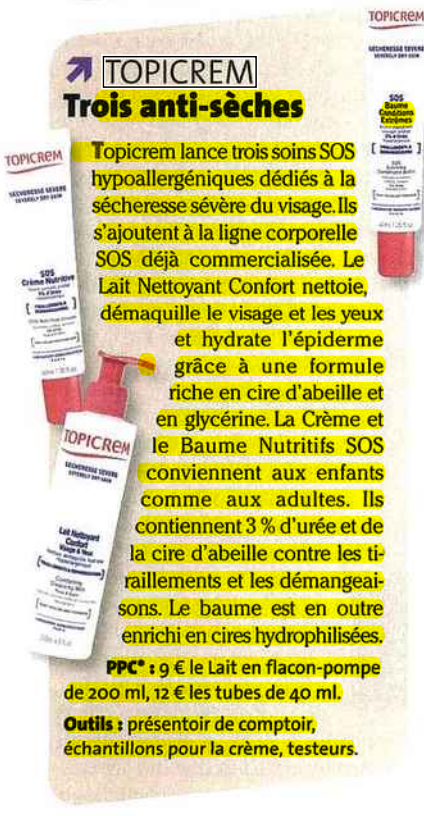 TOPICREM
Trois anti-sèches
Topicrem lance trois soins SOS
hypoallergéniques dédiés à la
sécheresse sévère du visage. Ils
s'ajoutent à la ligne corporelle
SOS déjà commercialisée. Le
Lait Nettoyant Confort nettoie,
démaquille le visage et les yeux
et hydrate l'épiderme
grâce à une formule
riche en cire d'abeille et
en glycérine. La Crème et
le Baume Nutritifs SOS
conviennent aux enfants
comme aux adultes. Ils
contiennent 3 % d'urée et de
la cire d'abeille contre les ti-
raillements et les démangeai-
sons. Le baume est en outre
enrichi en cires hydrophilisées.
PPC* : 9 € le Lait en flacon-pompe
de 200 ml, 12 € les tubes de 40 ml.
Outils : présentoir de comptoir,
échantillons pour la crème, testeurs.
TOPICREM
SÉCHERESSE SÉVÈRE
SEVERELY DRY SKIN
SOS
Baume
Conditions
Extrêmes
TOPICREM
SÉCHERESSE SÉVÈRE
SEVERELY DRY SKIN
SOS
Crème Nutritive
TOPICREM
SÉCHERESSE SÉVÈRE
SEVERELY DRY SKIN
Lait Nettoyant
Confort
Visage & Yeux